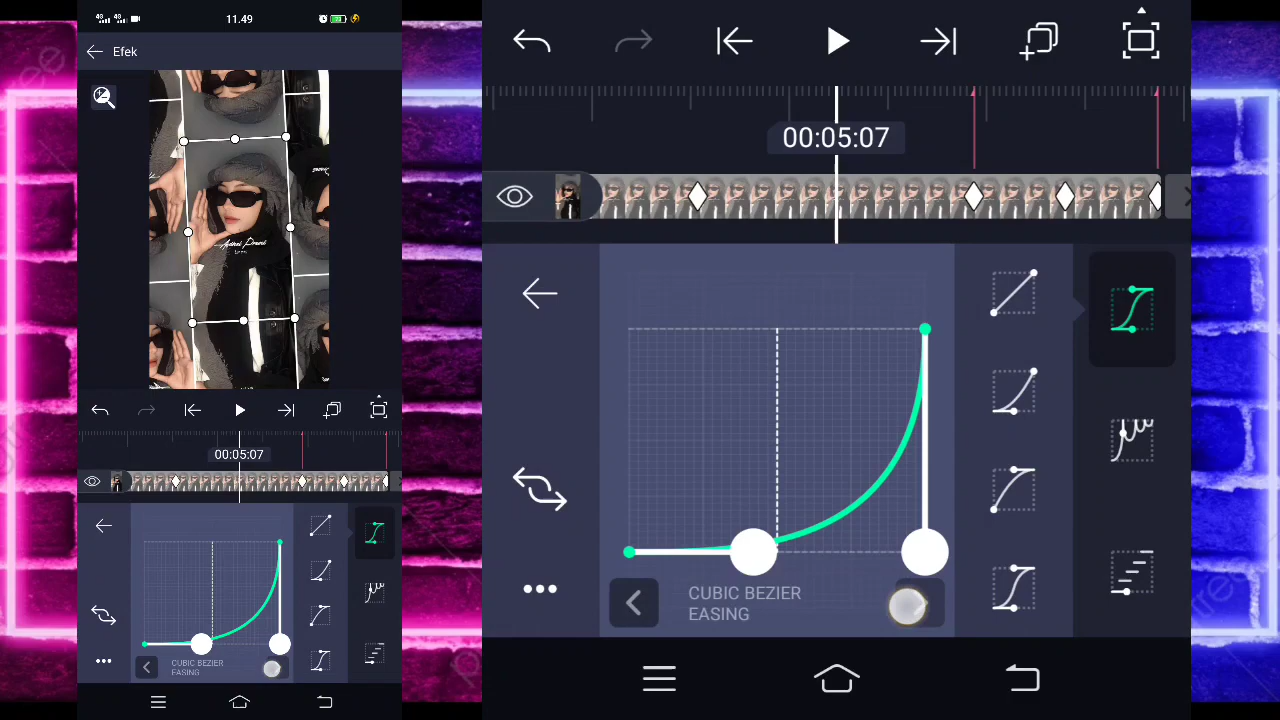 11.49
Efek
00:05:07
CUBIC BEZIER
EASING
00:05:07
CUBIC BEZIER
EASING